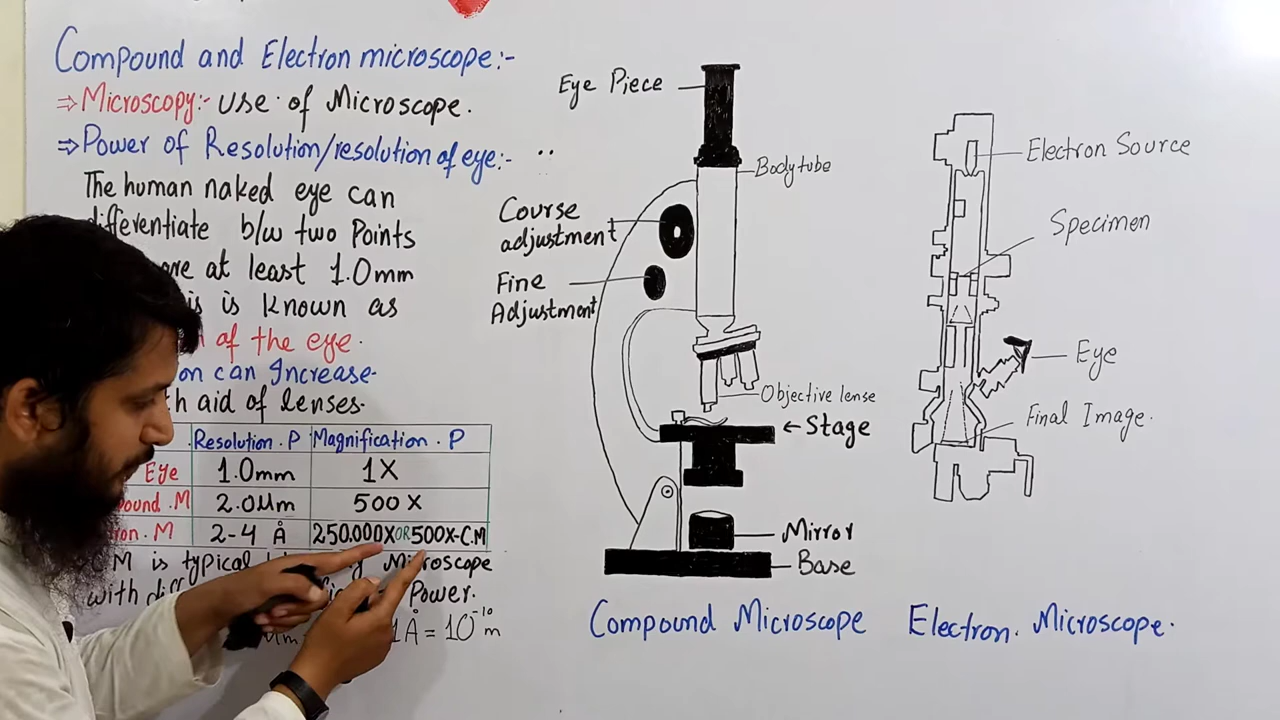 Compound and Electron microscope:-
⇒Microscopy:- Use of Microscope.
⇒Power of Resolution/resolution of eye:-
The human naked eye can
differentiate b/w two Points
are at least 1.0mm
is known as
of the eye.
can Increase
aid of lenses.
Resolution . P Magnification . P
Eye 1.0mm 1X
.M 2.0µm 500 X
.M 2-4 Å 250.000X OR 500X-C.M
M is typical Microscope
with Power.
1Å = 10⁻¹⁰ m
Eye Piece
Body tube
Course
adjustment
Fine
Adjustment
Objective lense
←Stage
Mirror
Base
Compound Microscope
Electron Source
Specimen
Eye
Final Image.
Electron. Microscope.